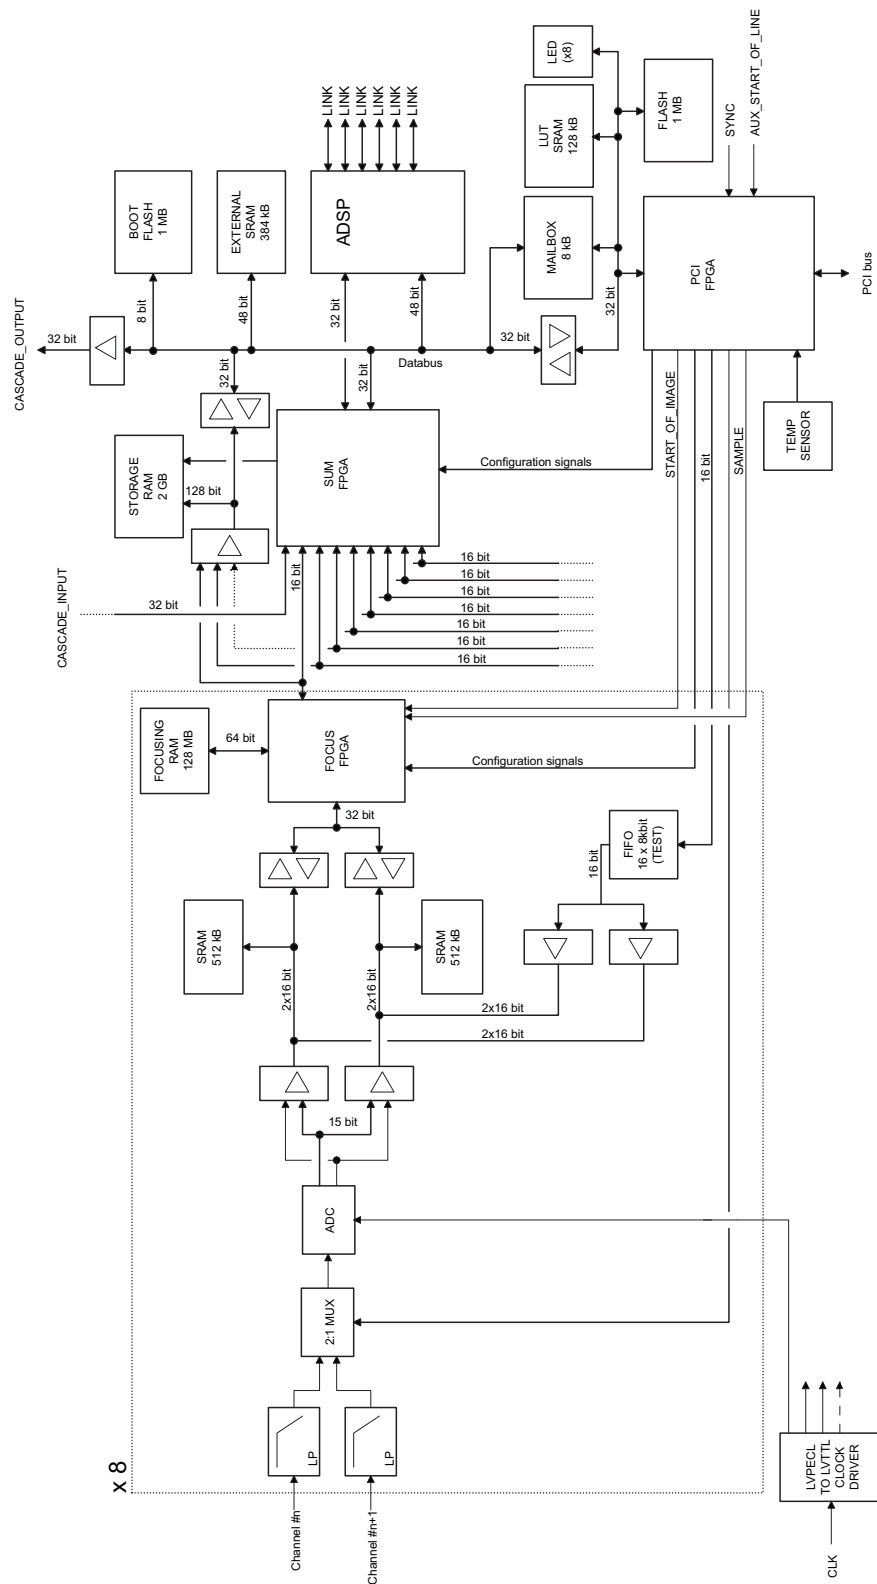 x 8
Channel #n
Channel #n+1
LP
LP
2:1 MUX
ADC
15 bit
2x16 bit
2x16 bit
SRAM
512 kB
SRAM
512 kB
2x16 bit
2x16 bit
32 bit
FOCUSING
RAM
128 MB
64 bit
FOCUS
FPGA
16 bit
FIFO
16 x 8kbit
(TEST)
Configuration signals
CLK
LVPECL
TO LVTTL
CLOCK
DRIVER
CASCADE_INPUT
32 bit
16 bit
16 bit
16 bit
16 bit
16 bit
16 bit
16 bit
16 bit
STORAGE
RAM
2 GB
128 bit
SUM
FPGA
32 bit
32 bit
Configuration signals
START_OF_IMAGE
16 bit
SAMPLE
TEMP
SENSOR
CASCADE_OUTPUT
32 bit
8 bit
48 bit
32 bit
48 bit
Databus
32 bit
32 bit
BOOT
FLASH
1 MB
EXTERNAL
SRAM
384 kB
ADSP
LINK
LINK
LINK
LINK
LINK
LINK
MAILBOX
8 kB
LUT
SRAM
128 kB
LED
(x8)
FLASH
1 MB
PCI
FPGA
SYNC
AUX_START_OF_LINE
PCI bus